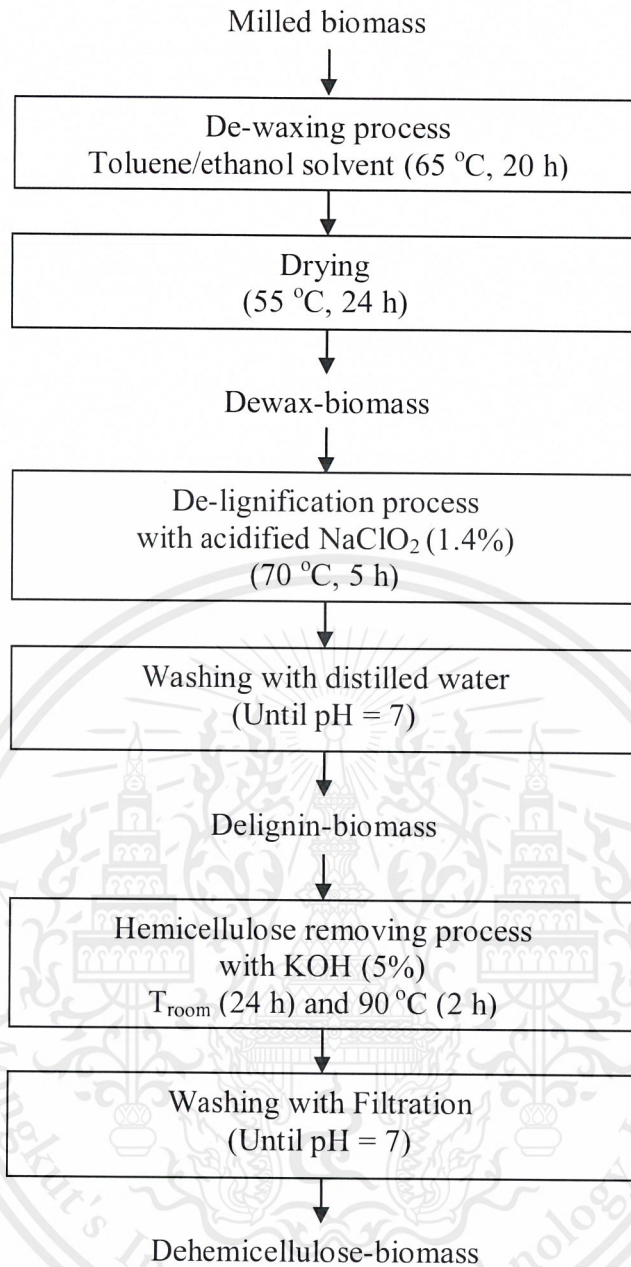 Milled biomass
De-waxing process
Toluene/ethanol solvent (65 °C, 20 h)
Drying
(55 °C, 24 h)
Dewax-biomass
De-lignification process
with acidified NaClO₂ (1.4%)
(70 °C, 5 h)
Washing with distilled water
(Until pH = 7)
Delignin-biomass
Hemicellulose removing process
with KOH (5%)
T_room (24 h) and 90 °C (2 h)
Washing with Filtration
(Until pH = 7)
Dehemicellulose-biomass